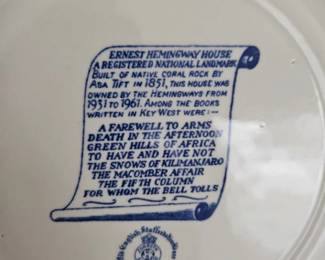 ERNEST HEMINGWAY HOUSE
A REGISTERED NATIONAL LANDMARK
BUILT OF NATIVE CORAL ROCK BY
ASA TIFT IN 1851, THIS HOUSE WAS
OWNED BY THE HEMINGWAYS FROM
1931 TO 1961. AMONG THE BOOKS
WRITTEN IN KEY WEST WERE:—
A FAREWELL TO ARMS
DEATH IN THE AFTERNOON
GREEN HILLS OF AFRICA
TO HAVE AND HAVE NOT
THE SNOWS OF KILIMANJARO
THE MACOMBER AFFAIR
THE FIFTH COLUMN
FOR WHOM THE BELL TOLLS
English Staffordshire